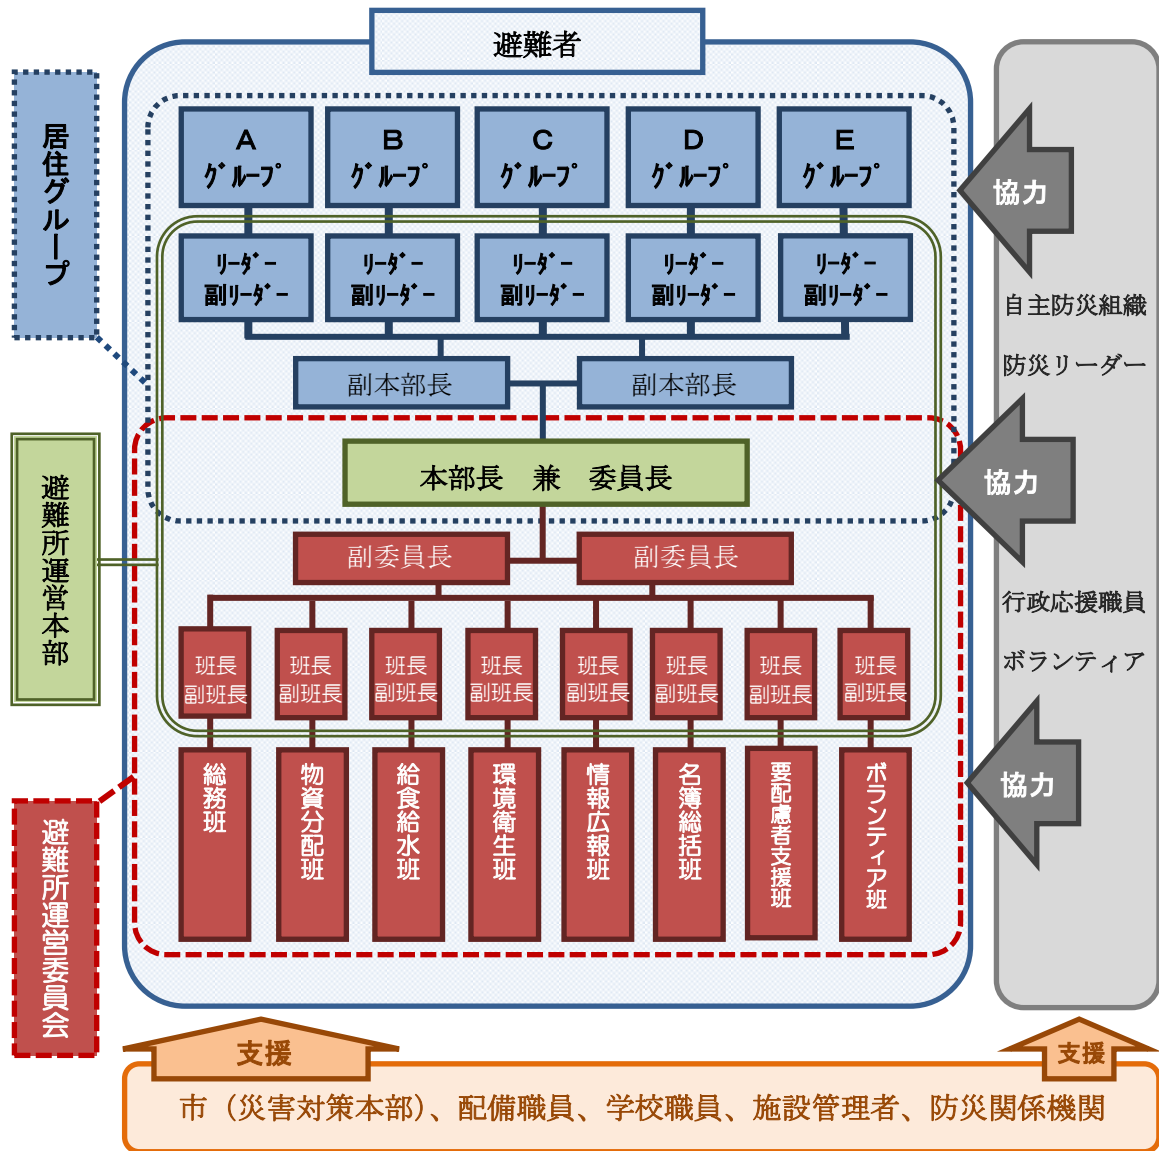 避難者
居住グループ
A
グループ
B
グループ
C
グループ
D
グループ
E
グループ
リーダー
副リーダー
リーダー
副リーダー
リーダー
副リーダー
リーダー
副リーダー
リーダー
副リーダー
副本部長
副本部長
本部長　兼　委員長
避難所運営本部
副委員長
副委員長
班長
副班長
班長
副班長
班長
副班長
班長
副班長
班長
副班長
班長
副班長
班長
副班長
班長
副班長
総務班
物資分配班
給食給水班
環境衛生班
情報広報班
名簿総括班
要配慮者支援班
ボランティア班
避難所運営委員会
協力
自主防災組織
防災リーダー
協力
行政応援職員
ボランティア
協力
支援
支援
市（災害対策本部）、配備職員、学校職員、施設管理者、防災関係機関